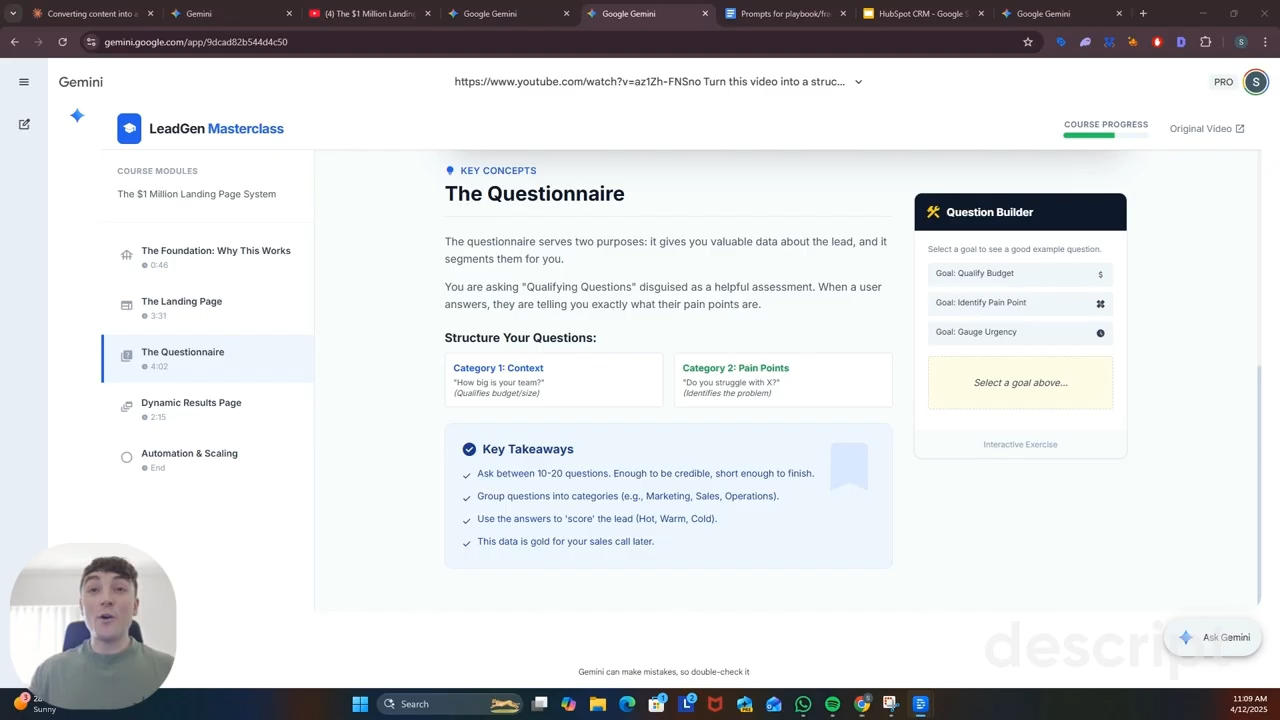 Converting content into a
(4) The $1 Million Landing
Google Gemini
Google Gemini
Prompts for playbook/fra
HubSpot CRM - Google S
Google Gemini
gemini.google.com/app/9dcad82b544d4c50
Gemini
https://www.youtube.com/watch?v=az1Zh-FNSno Turn this video into a struc...
PRO
S
LeadGen Masterclass
COURSE PROGRESS
Original Video
COURSE MODULES
The $1 Million Landing Page System
The Foundation: Why This Works
0:46
The Landing Page
3:31
The Questionnaire
4:02
Dynamic Results Page
2:15
Automation & Scaling
End
KEY CONCEPTS
The Questionnaire
The questionnaire serves two purposes: it gives you valuable data about the lead, and it
segments them for you.
You are asking "Qualifying Questions" disguised as a helpful assessment. When a user
answers, they are telling you exactly what their pain points are.
Structure Your Questions:
Category 1: Context
"How big is your team?"
(Qualifies budget/size)
Category 2: Pain Points
"Do you struggle with X?"
(Identifies the problem)
Key Takeaways
Ask between 10-20 questions. Enough to be credible, short enough to finish.
Group questions into categories (e.g., Marketing, Sales, Operations).
Use the answers to 'score' the lead (Hot, Warm, Cold).
This data is gold for your sales call later.
Question Builder
Select a goal to see a good example question.
Goal: Qualify Budget
$
Goal: Identify Pain Point
Goal: Gauge Urgency
Select a goal above...
Interactive Exercise
descript
Ask Gemini
Gemini can make mistakes, so double-check it
Sunny
Search
11:09 AM
4/12/2025